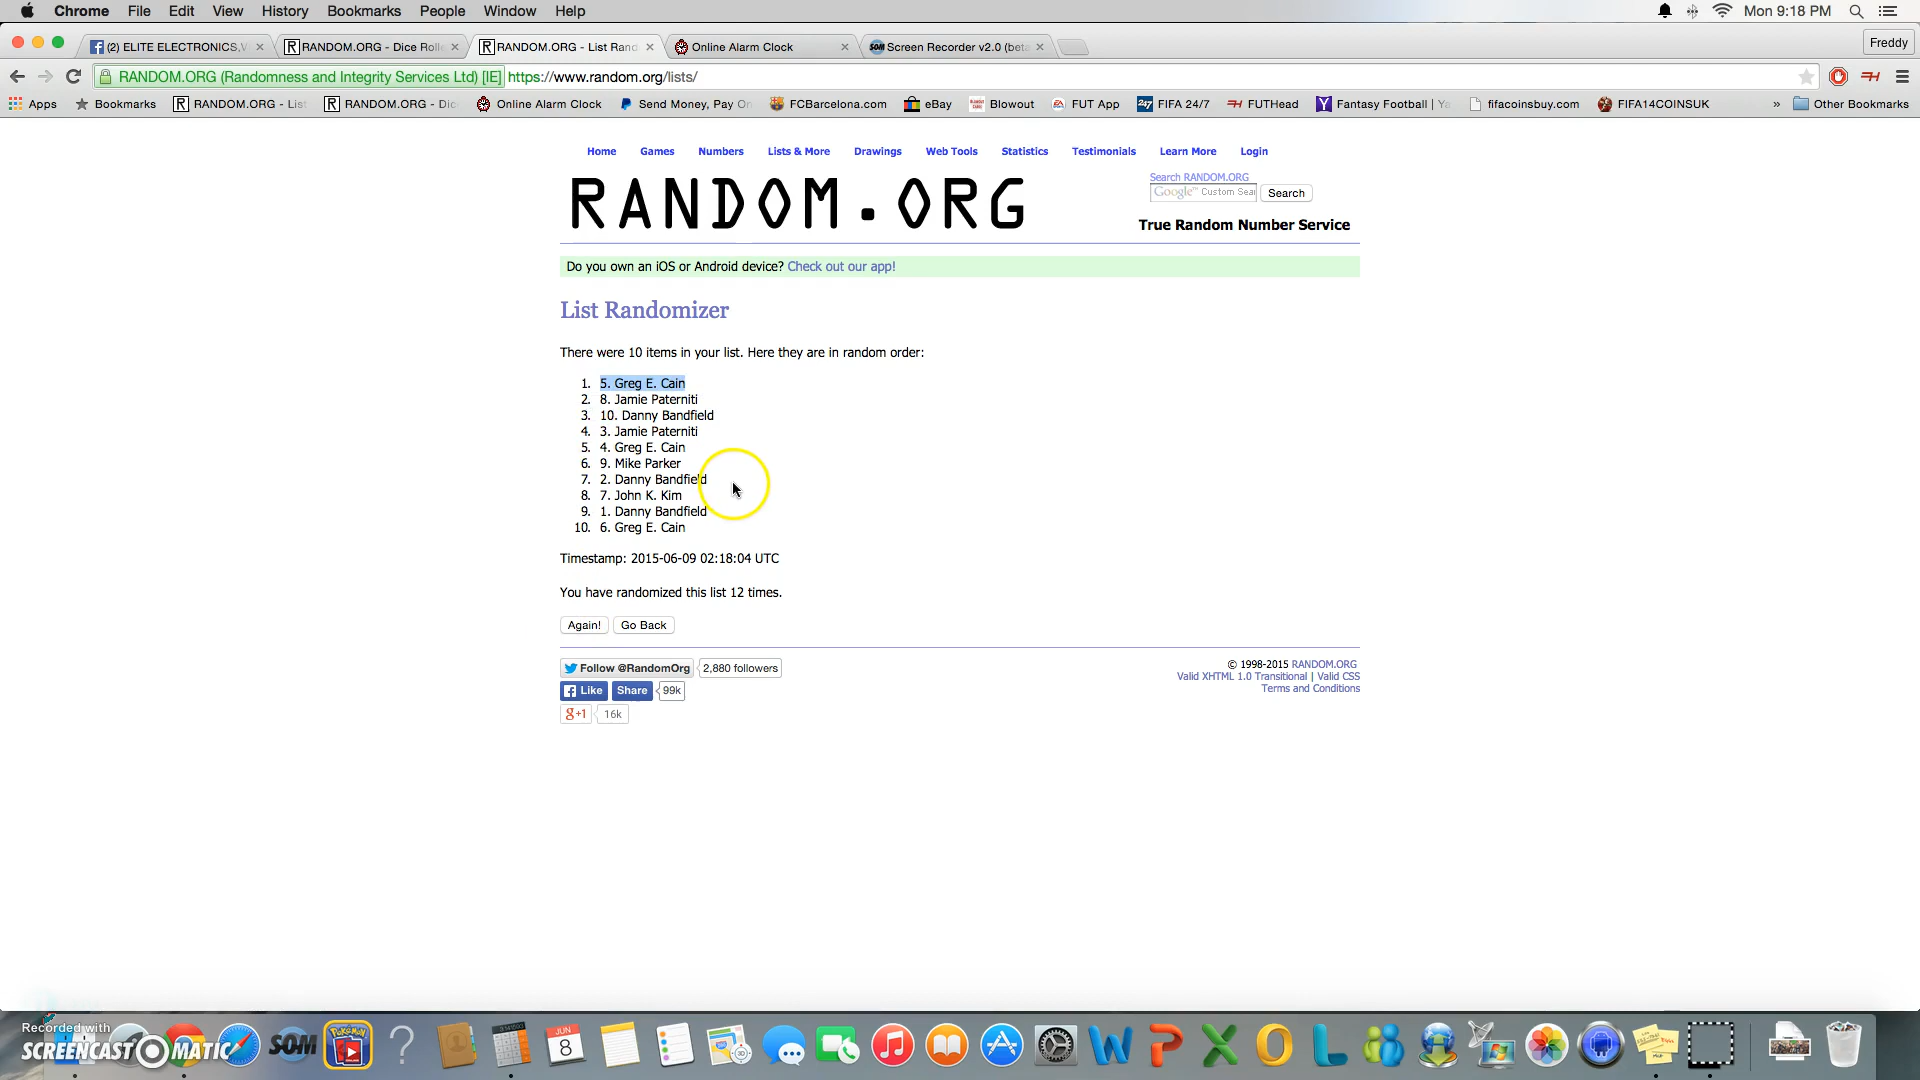 Chrome File Edit View History Bookmarks People Window Help Mon 9:18 PM
(2) ELITE ELECTRONICS,V RANDOM.ORG - Dice Rolle RANDOM.ORG - List Rand Online Alarm Clock Screen Recorder v2.0 (beta Freddy
RANDOM.ORG (Randomness and Integrity Services Ltd) [IE] https://www.random.org/lists/
Apps Bookmarks RANDOM.ORG - Lis RANDOM.ORG - Dic Online Alarm Clock Send Money, Pay On FCBarcelona.com eBay Blowout FUT App FIFA 24/7 FUTHead Fantasy Football | Ya fifacoinsbuy.com FIFA14COINSUK » Other Bookmarks
Home Games Numbers Lists & More Drawings Web Tools Statistics Testimonials Learn More Login
RANDOM.ORG
Search RANDOM.ORG
Google™ Custom Sear Search
True Random Number Service
Do you own an iOS or Android device? Check out our app!
List Randomizer
There were 10 items in your list. Here they are in random order:
1. 5. Greg E. Cain
2. 8. Jamie Paterniti
3. 10. Danny Bandfield
4. 3. Jamie Paterniti
5. 4. Greg E. Cain
6. 9. Mike Parker
7. 2. Danny Bandfield
8. 7. John K. Kim
9. 1. Danny Bandfield
10. 6. Greg E. Cain
Timestamp: 2015-06-09 02:18:04 UTC
You have randomized this list 12 times.
Again! Go Back
Follow @RandomOrg 2,880 followers
Like Share 99k
g+1 16k
© 1998-2015 RANDOM.ORG
Valid XHTML 1.0 Transitional | Valid CSS
Terms and Conditions
Recorded with
SCREENCAST O MATIC
SOM
JUN
8